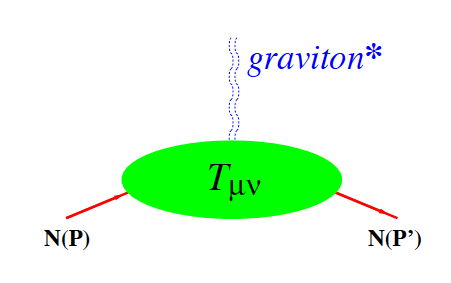 graviton*
Tμν
N(P) N(P’)